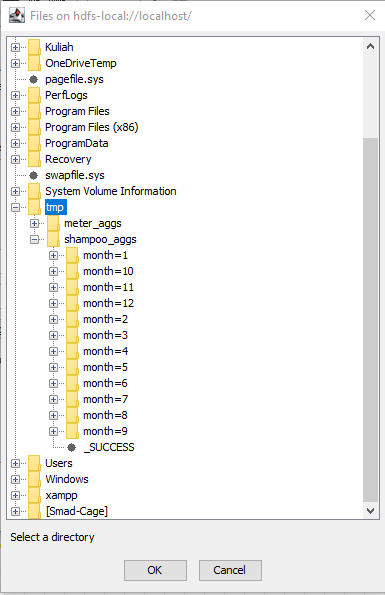 Files on hdfs-local://localhost/
Kuliah
OneDriveTemp
pagefile.sys
PerfLogs
Program Files
Program Files (x86)
ProgramData
Recovery
swapfile.sys
System Volume Information
tmp
meter_aggs
shampoo_aggs
month=1
month=10
month=11
month=12
month=2
month=3
month=4
month=5
month=6
month=7
month=8
month=9
_SUCCESS
Users
Windows
xampp
[Smad-Cage]
Select a directory
OK
Cancel